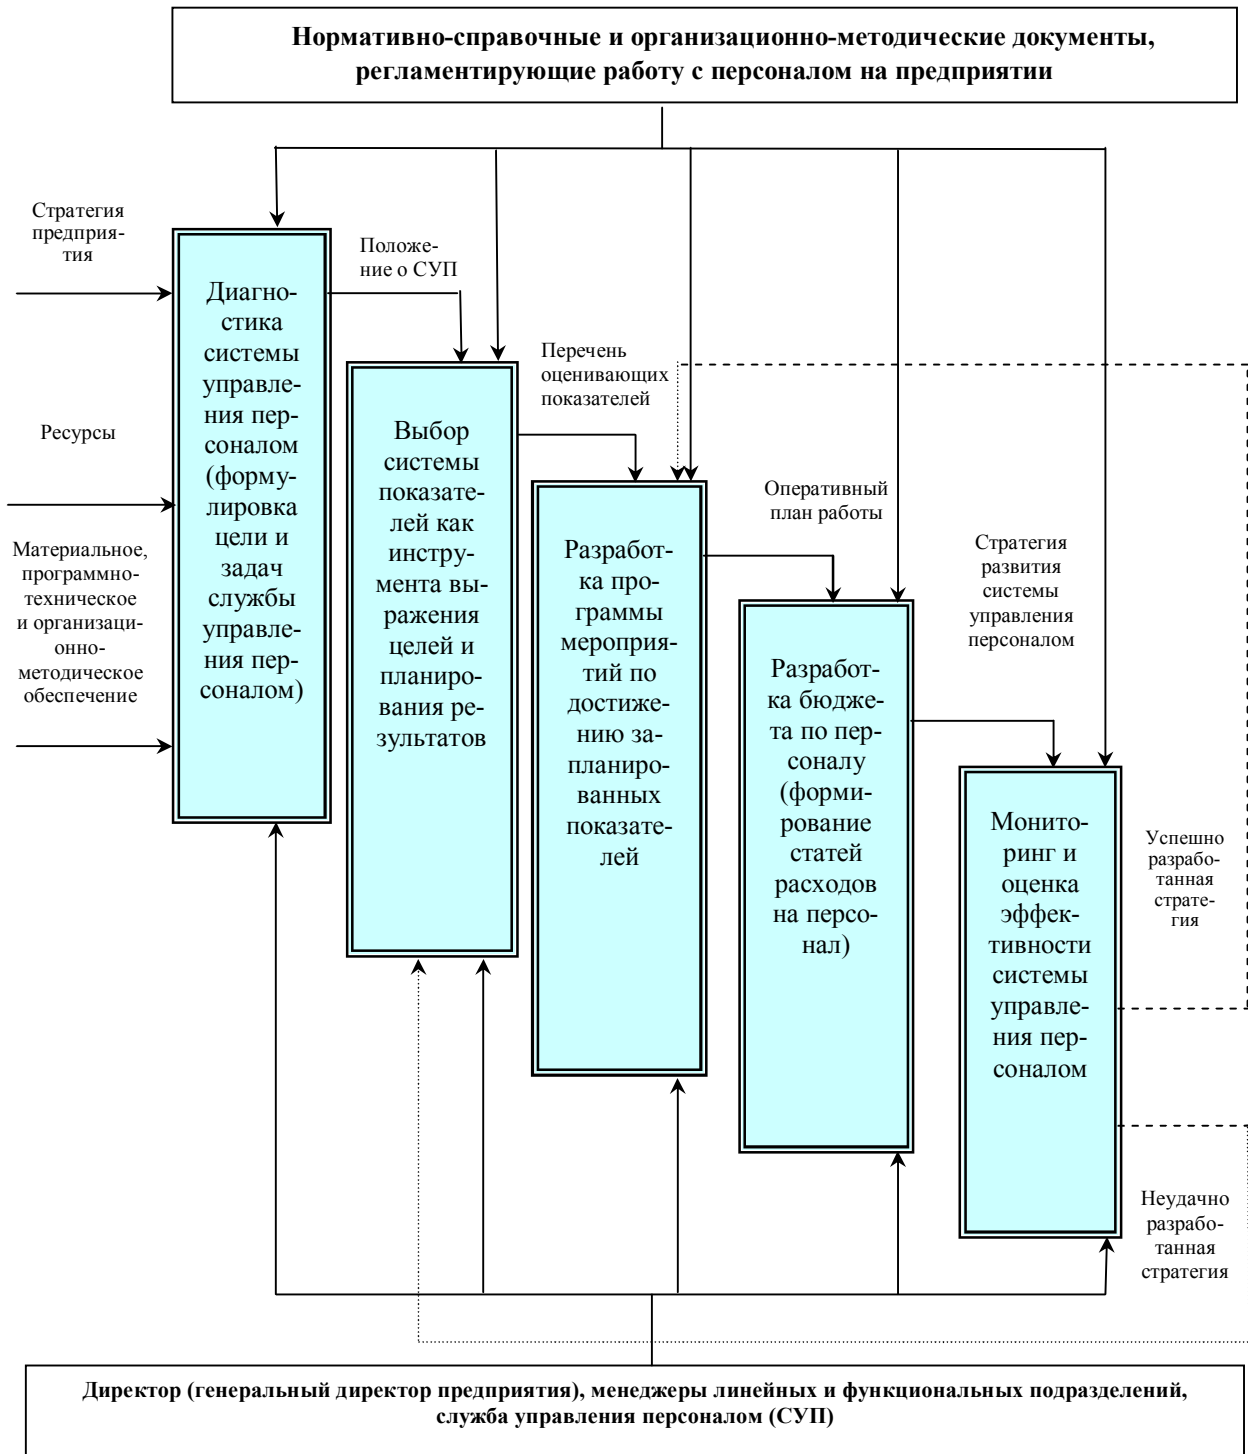 Нормативно-справочные и организационно-методические документы,
регламентирующие работу с персоналом на предприятии
Стратегия
предприя-
тия
Ресурсы
Материальное,
программно-
техническое
и организаци-
онно-
методическое
обеспечение
Диагно-
стика
системы
управле-
ния пер-
соналом
(форму-
лировка
цели и
задач
службы
управле-
ния пер-
соналом)
Положе-
ние о СУП
Выбор
системы
показате-
лей как
инстру-
мента вы-
ражения
целей и
планиро-
вания ре-
зультатов
Перечень
оценивающих
показателей
Разработ-
ка про-
граммы
мероприя-
тий по
достиже-
нию за-
планиро-
ванных
показате-
лей
Оперативный
план работы
Разработ-
ка бюдже-
та по пер-
соналу
(форми-
рование
статей
расходов
на персо-
нал)
Стратегия
развития
системы
управления
персоналом
Монито-
ринг и
оценка
эффек-
тивности
системы
управле-
ния пер-
соналом
Успешно
разрабо-
танная
страте-
гия
Неудачно
разрабо-
танная
стратегия
Директор (генеральный директор предприятия), менеджеры линейных и функциональных подразделений,
служба управления персоналом (СУП)